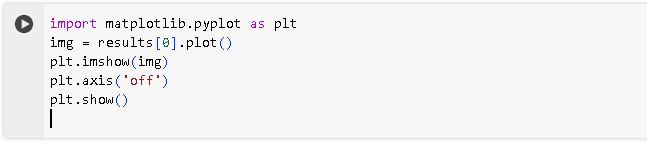 import matplotlib.pyplot as plt
img = results[0].plot()
plt.imshow(img)
plt.axis('off')
plt.show()